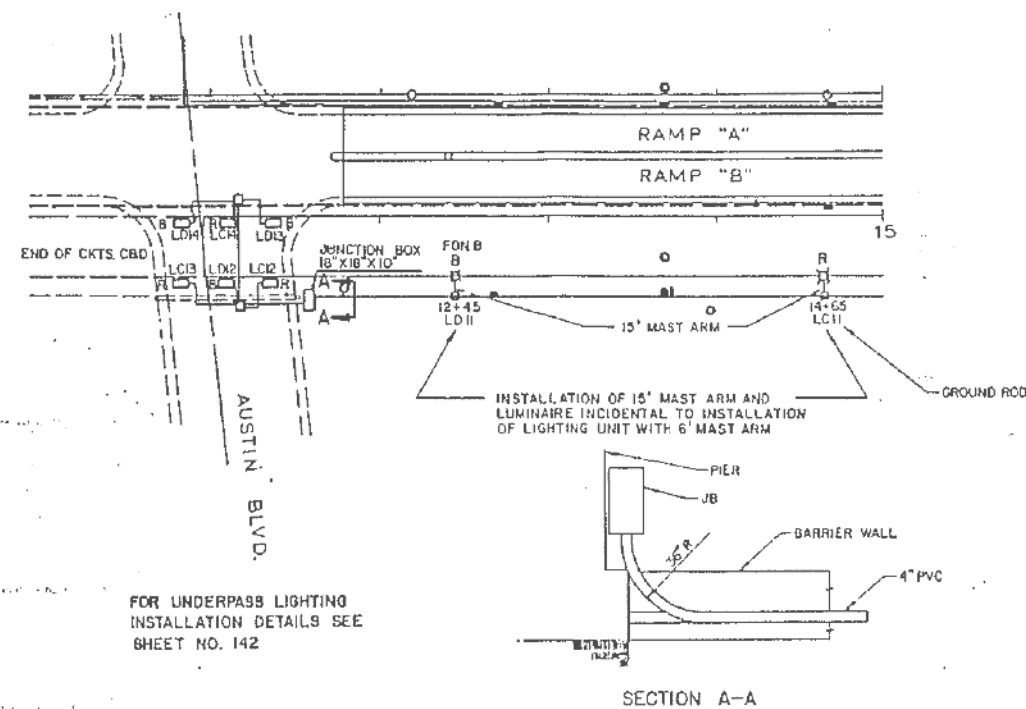 RAMP "A"
RAMP "B"
15
B R B
LD14 LC14 LD13
END OF CKTS. C&D
LC13 LD12 LC12
R B R
JUNCTION BOX
18"X18"X10"
A
A
FON B
B
R
12+45
LD11
15' MAST ARM
14+65
LC11
GROUND ROD
INSTALLATION OF 15' MAST ARM AND
LUMINAIRE INCIDENTAL TO INSTALLATION
OF LIGHTING UNIT WITH 6' MAST ARM
AUSTIN BLVD.
PIER
JB
36"R
BARRIER WALL
4" PVC
FOR UNDERPASS LIGHTING
INSTALLATION DETAILS SEE
SHEET NO. 142
SECTION A-A